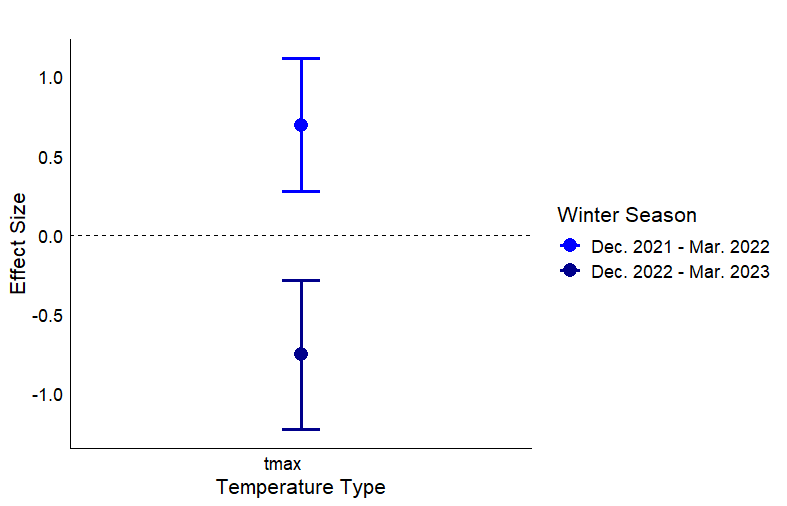 Effect Size
1.0
0.5
0.0
-0.5
-1.0
tmax
Temperature Type
Winter Season
Dec. 2021 - Mar. 2022
Dec. 2022 - Mar. 2023